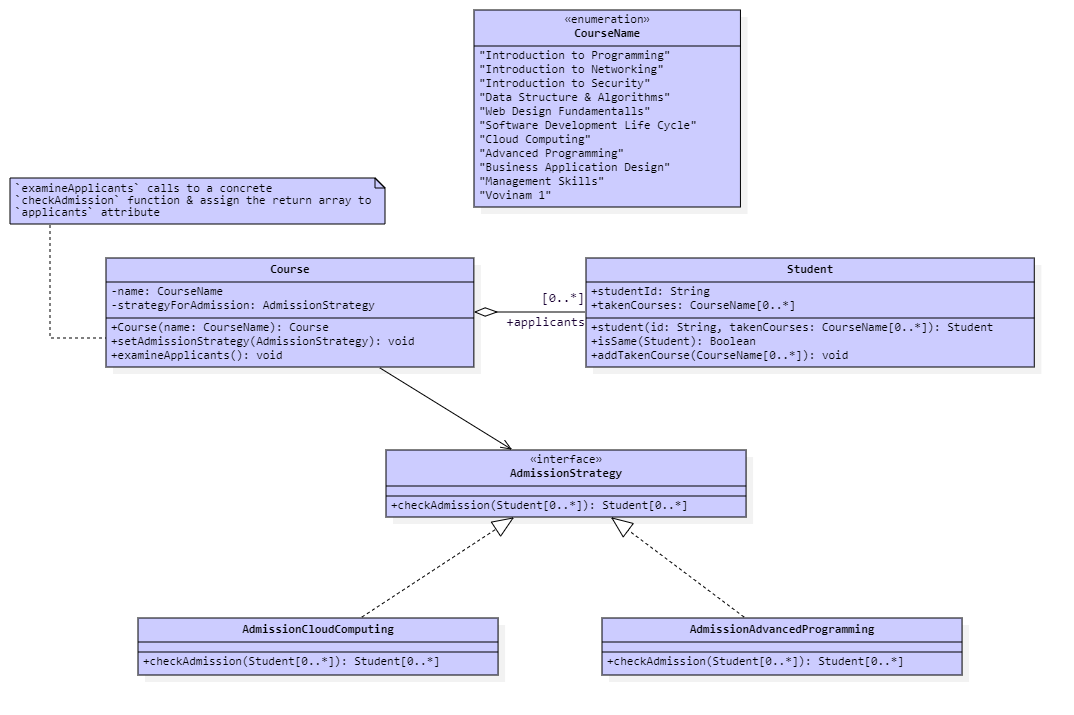 «enumeration»
CourseName
"Introduction to Programming"
"Introduction to Networking"
"Introduction to Security"
"Data Structure & Algorithms"
"Web Design Fundamentalls"
"Software Development Life Cycle"
"Cloud Computing"
"Advanced Programming"
"Business Application Design"
"Management Skills"
"Vovinam 1"
`examineApplicants` calls to a concrete
`checkAdmission` function & assign the return array to
`applicants` attribute
Course
-name: CourseName
-strategyForAdmission: AdmissionStrategy
+Course(name: CourseName): Course
+setAdmissionStrategy(AdmissionStrategy): void
+examineApplicants(): void
[0..*]
+applicants
Student
+studentId: String
+takenCourses: CourseName[0..*]
+student(id: String, takenCourses: CourseName[0..*]): Student
+isSame(Student): Boolean
+addTakenCourse(CourseName[0..*]): void
«interface»
AdmissionStrategy
+checkAdmission(Student[0..*]): Student[0..*]
AdmissionCloudComputing
+checkAdmission(Student[0..*]): Student[0..*]
AdmissionAdvancedProgramming
+checkAdmission(Student[0..*]): Student[0..*]